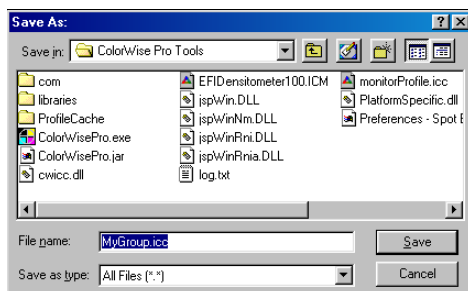 Save As:
Save in: ColorWise Pro Tools
com
libraries
ProfileCache
ColorWisePro.exe
ColorWisePro.jar
cwicc.dll
EFIDensitometer100.ICM
jspWin.DLL
jspWinNm.DLL
jspWinRni.DLL
jspWinRnia.DLL
log.txt
monitorProfile.icc
PlatformSpecific.dll
Preferences - Spot
File name: MyGroup.icc
Save
Save as type: All Files (*.*)
Cancel